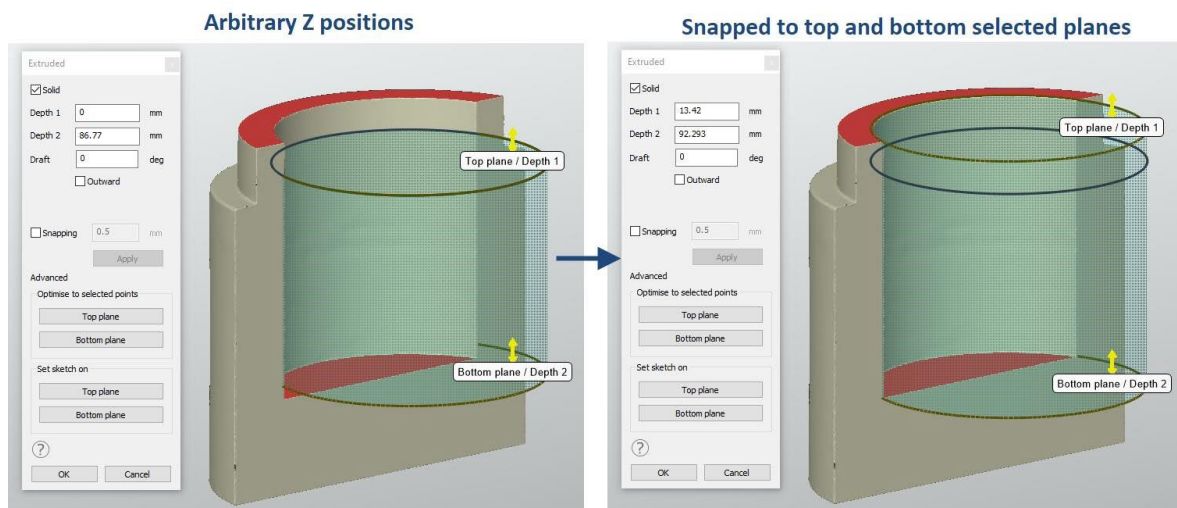 Arbitrary Z positions
Extruded
Solid
Depth 1 0 mm
Depth 2 86.77 mm
Draft 0 deg
Outward
Snapping 0.5 mm
Apply
Advanced
Optimise to selected points
Top plane
Bottom plane
Set sketch on
Top plane
Bottom plane
?
OK Cancel
Top plane / Depth 1
Bottom plane / Depth 2
Snapped to top and bottom selected planes
Extruded
Solid
Depth 1 13.42 mm
Depth 2 92.293 mm
Draft 0 deg
Outward
Snapping 0.5 mm
Apply
Advanced
Optimise to selected points
Top plane
Bottom plane
Set sketch on
Top plane
Bottom plane
?
OK Cancel
Top plane / Depth 1
Bottom plane / Depth 2